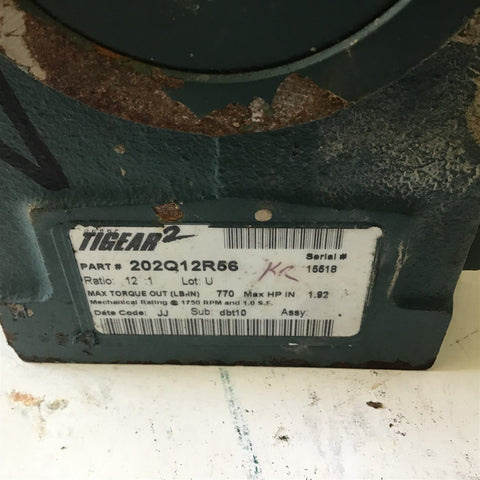 TIGEAR2
Serial #
PART # 202Q12R56 KR 15518
Ratio: 12 :1 Lot: U
MAX TORQUE OUT (LB-IN) 770 Max HP IN 1.92
Mechanical Rating @ 1750 RPM and 1.0 S.F.
Date Code: JJ Sub: dbt10 Assy: